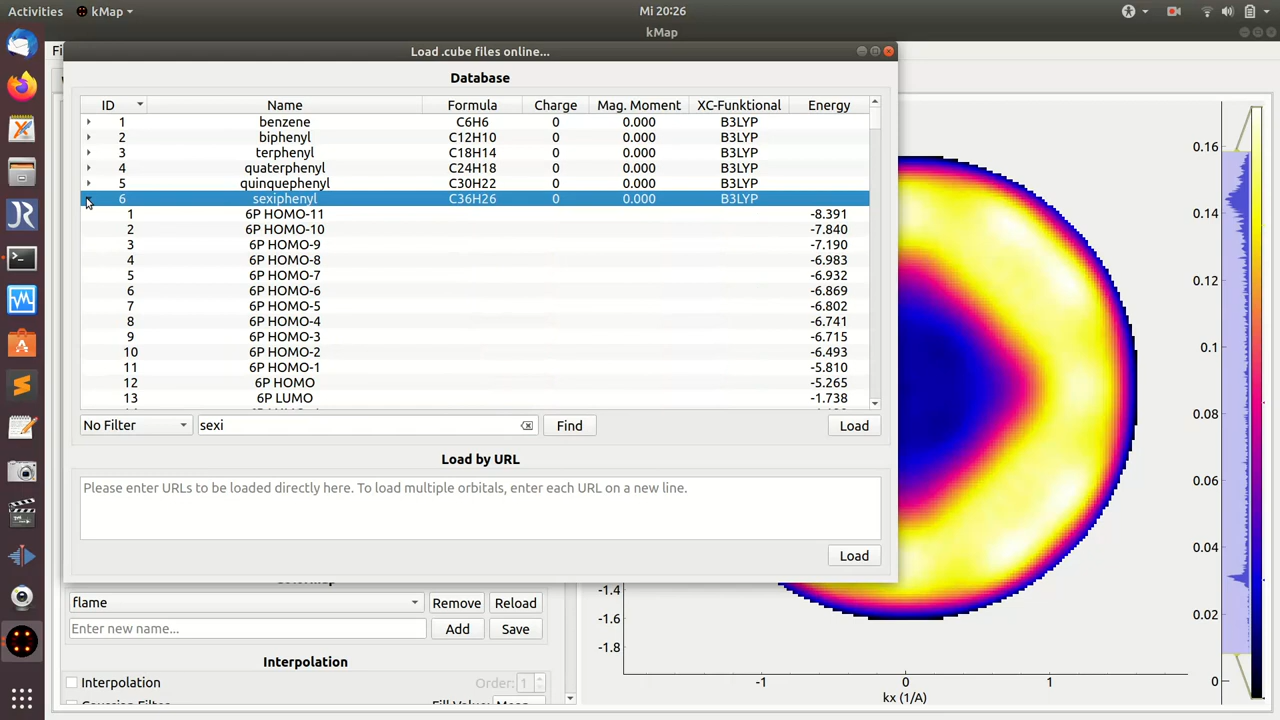 Activities kMap Mi 20:26
kMap
Load .cube files online...
Database
ID Name Formula Charge Mag. Moment XC-Funktional Energy
1 benzene C6H6 0 0.000 B3LYP
2 biphenyl C12H10 0 0.000 B3LYP
3 terphenyl C18H14 0 0.000 B3LYP
4 quaterphenyl C24H18 0 0.000 B3LYP
5 quinquephenyl C30H22 0 0.000 B3LYP
6 sexiphenyl C36H26 0 0.000 B3LYP
1 6P HOMO-11 -8.391
2 6P HOMO-10 -7.840
3 6P HOMO-9 -7.190
4 6P HOMO-8 -6.983
5 6P HOMO-7 -6.932
6 6P HOMO-6 -6.869
7 6P HOMO-5 -6.802
8 6P HOMO-4 -6.741
9 6P HOMO-3 -6.715
10 6P HOMO-2 -6.493
11 6P HOMO-1 -5.810
12 6P HOMO -5.265
13 6P LUMO -1.738
No Filter sexi Find Load
Load by URL
Please enter URLs to be loaded directly here. To load multiple orbitals, enter each URL on a new line.
Load
flame Remove Reload
Enter new name... Add Save
Interpolation
Interpolation Order: 1
-1.4
-1.6
-1.8
-1 0 1
kx (1/A)
0.16
0.14
0.12
0.1
0.08
0.06
0.04
0.02
0